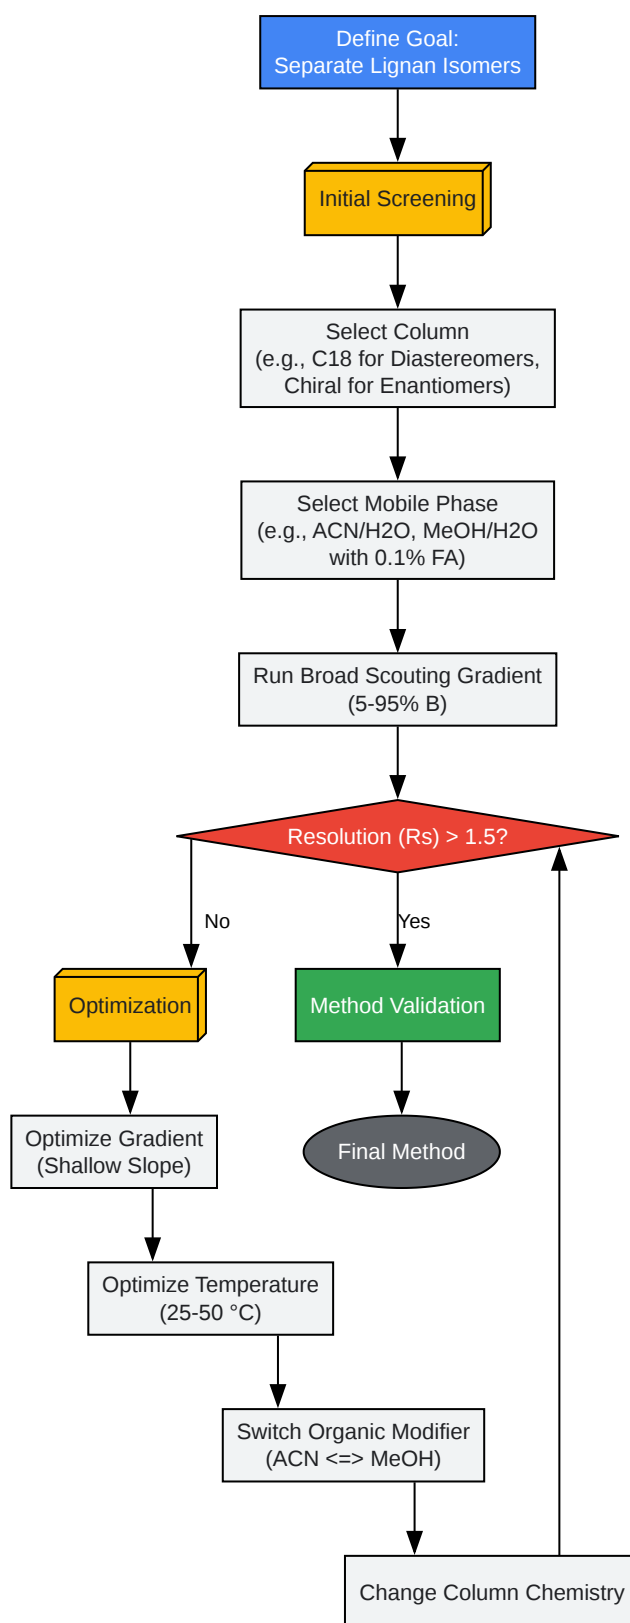 Define Goal:
Separate Lignan Isomers
Initial Screening
Select Column
(e.g., C18 for Diastereomers,
Chiral for Enantiomers)
Select Mobile Phase
(e.g., ACN/H2O, MeOH/H2O
with 0.1% FA)
Run Broad Scouting Gradient
(5-95% B)
Resolution (Rs) > 1.5?
No
Yes
Optimization
Method Validation
Optimize Gradient
(Shallow Slope)
Final Method
Optimize Temperature
(25-50 °C)
Switch Organic Modifier
(ACN <=> MeOH)
Change Column Chemistry